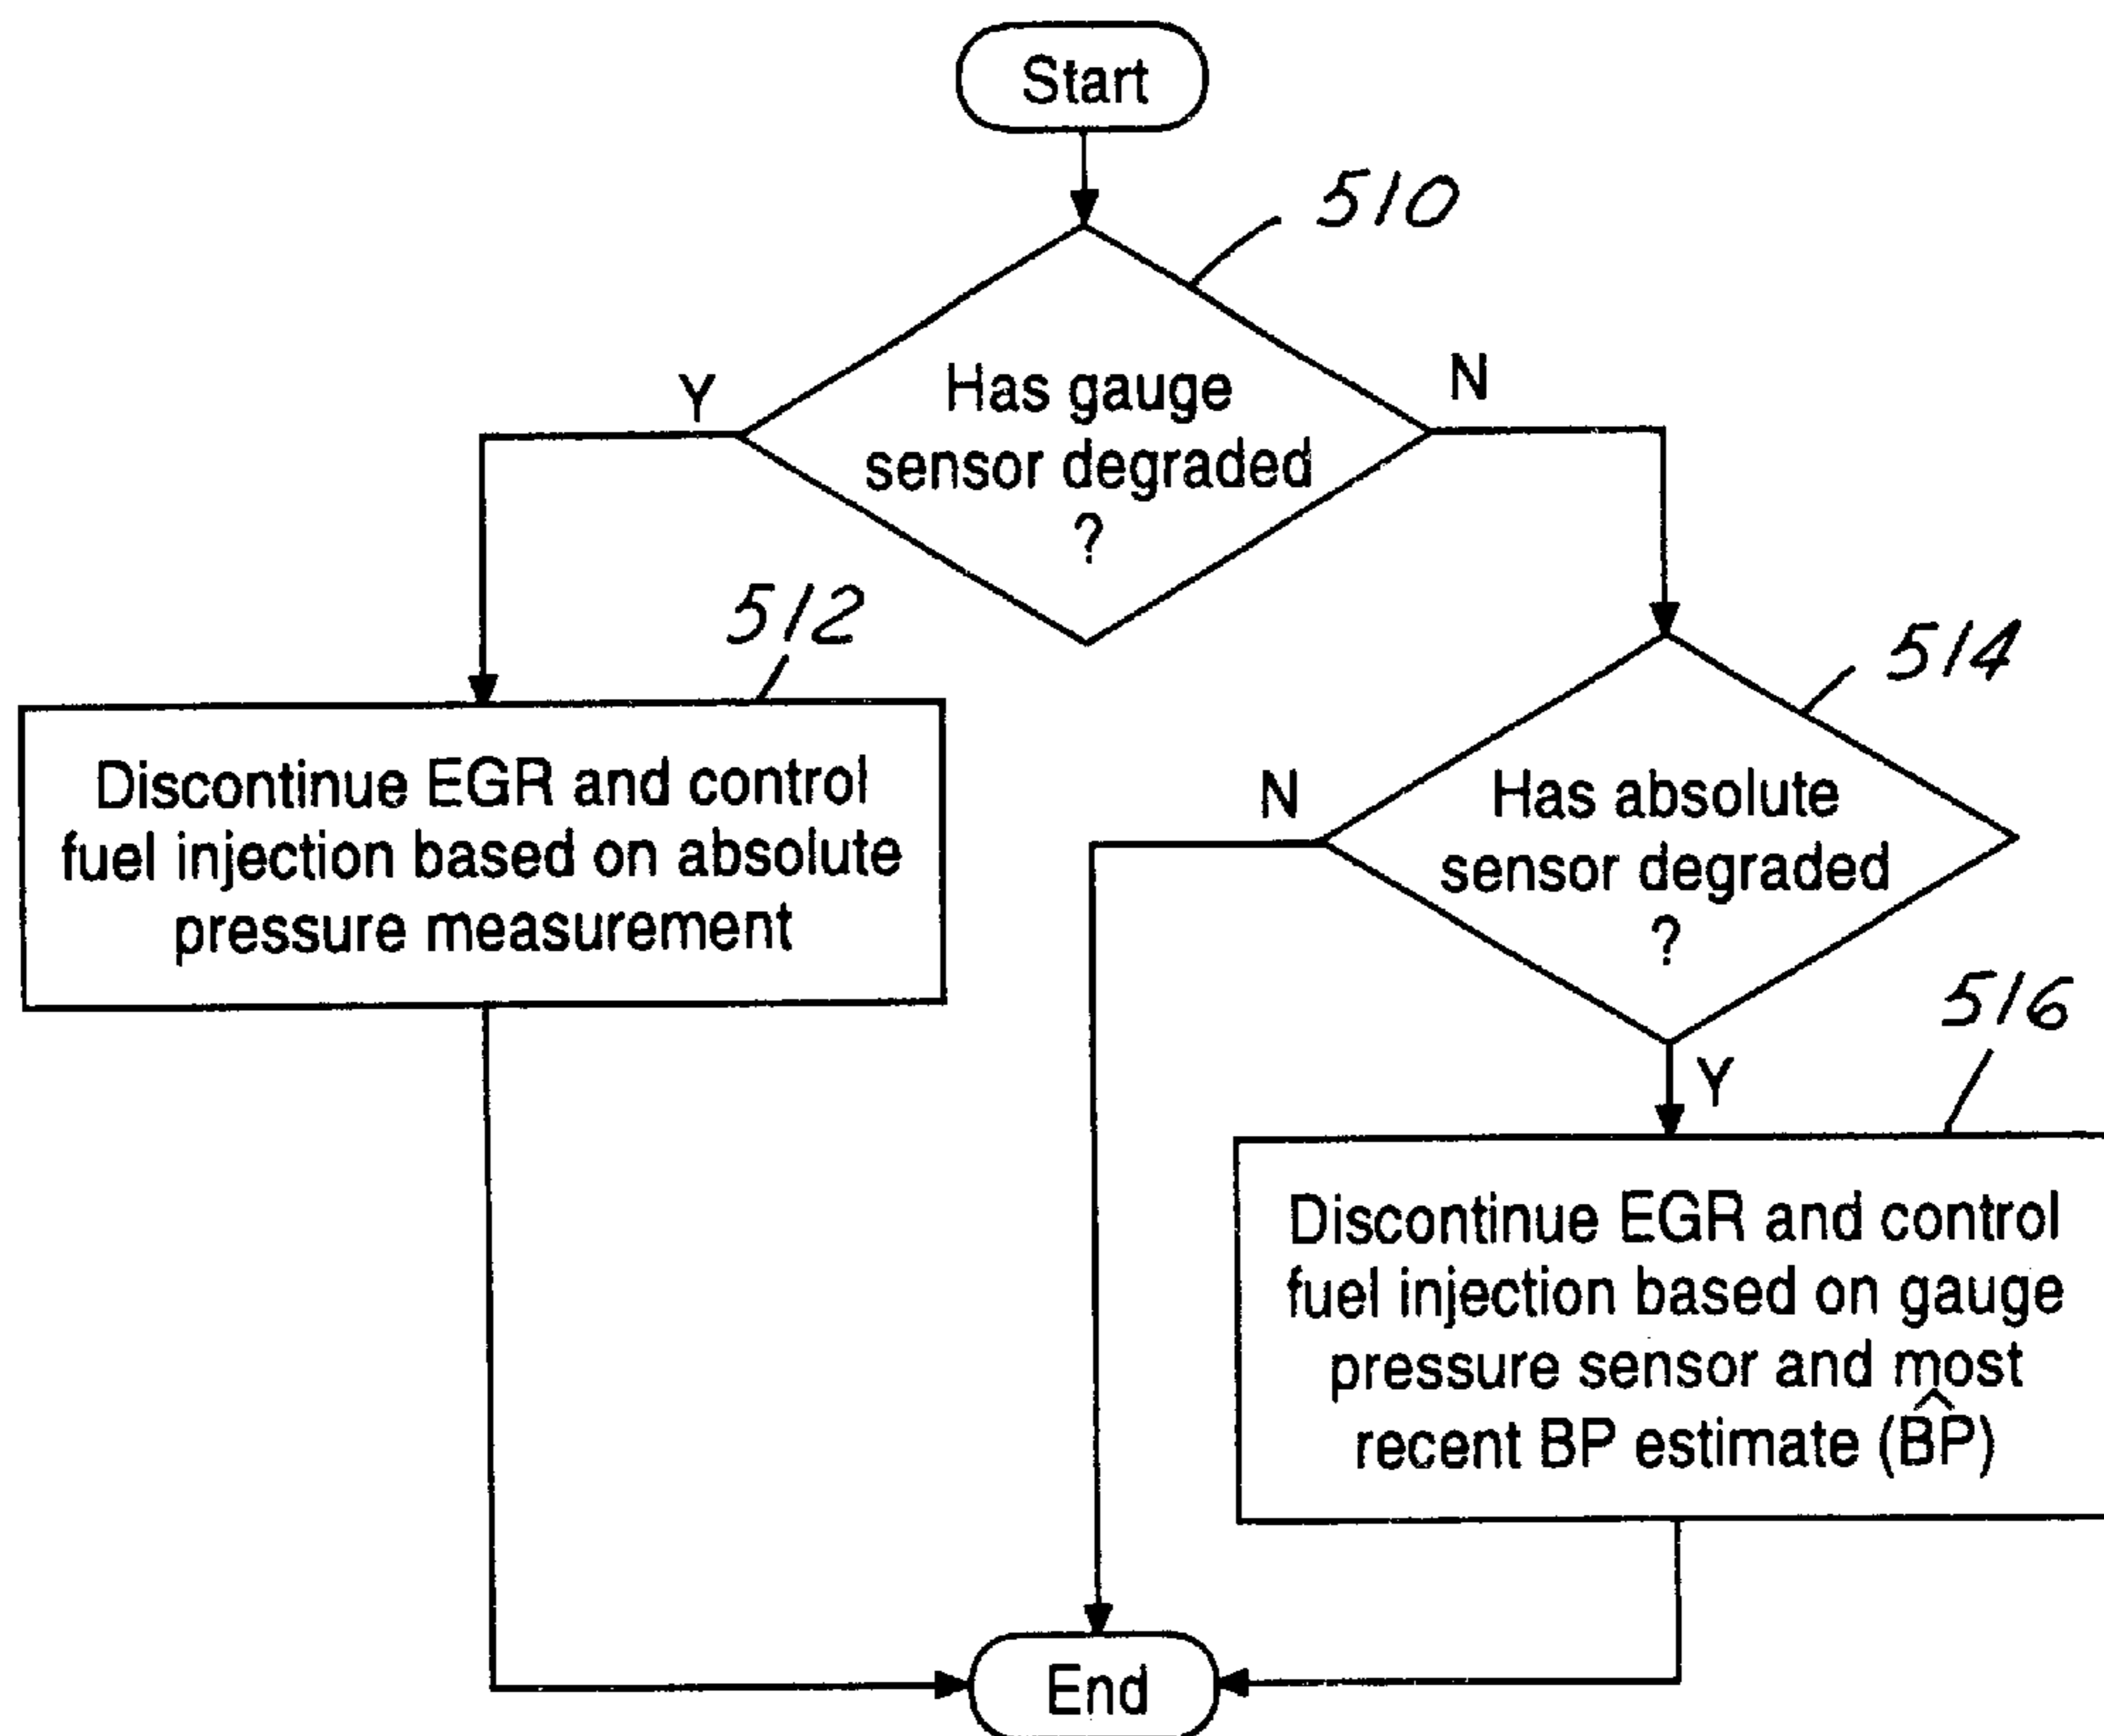 Start
510
Has gauge
sensor degraded
?
Y
N
512
514
Discontinue EGR and control
fuel injection based on absolute
pressure measurement
Has absolute
sensor degraded
?
N
Y
516
Discontinue EGR and control
fuel injection based on gauge
pressure sensor and most
recent BP estimate (B̂P)
End